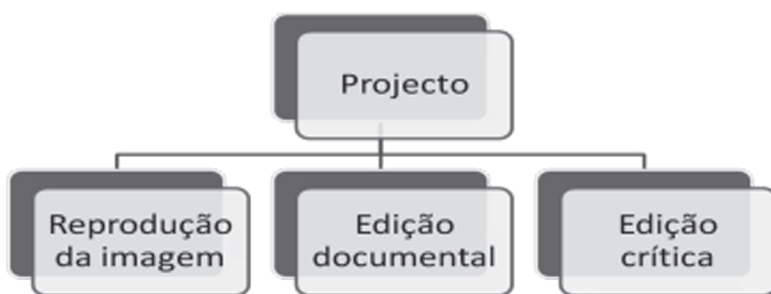 Projecto
Reprodução
da imagem
Edição
documental
Edição
crítica